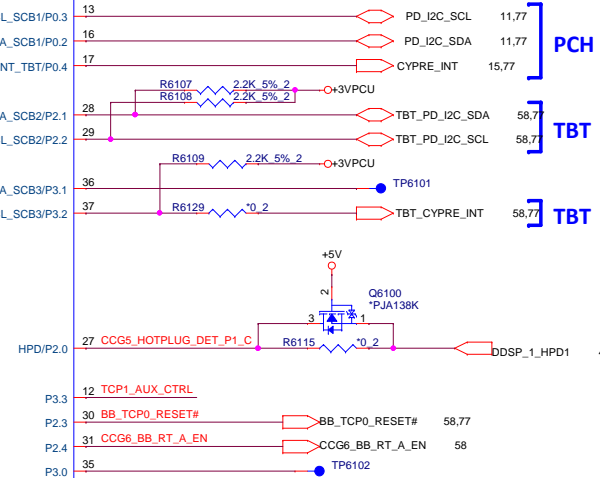 L_SCB1/P0.3 13 PD_I2C_SCL 11,77
A_SCB1/P0.2 16 PD_I2C_SDA 11,77
PCH
NT_TBT/P0.4 17 CYPRE_INT 15,77
R6107 2.2K_5%_2
R6108 2.2K_5%_2 +3VPCU
A_SCB2/P2.1 28 TBT_PD_I2C_SDA 58,77
TBT
L_SCB2/P2.2 29 TBT_PD_I2C_SCL 58,77
R6109 2.2K_5%_2 +3VPCU
A_SCB3/P3.1 36 TP6101
L_SCB3/P3.2 37 R6129 *0_2 TBT_CYPRE_INT 58,77 TBT
+5V
2 Q6100
*PJA138K
3 1
HPD/P2.0 27 CCG5_HOTPLUG_DET_P1_C R6115 *0_2 DDSP_1_HPD1
P3.3 12 TCP1_AUX_CTRL
P2.3 30 BB_TCP0_RESET# BB_TCP0_RESET# 58,77
P2.4 31 CCG6_BB_RT_A_EN CCG6_BB_RT_A_EN 58
P3.0 35 TP6102